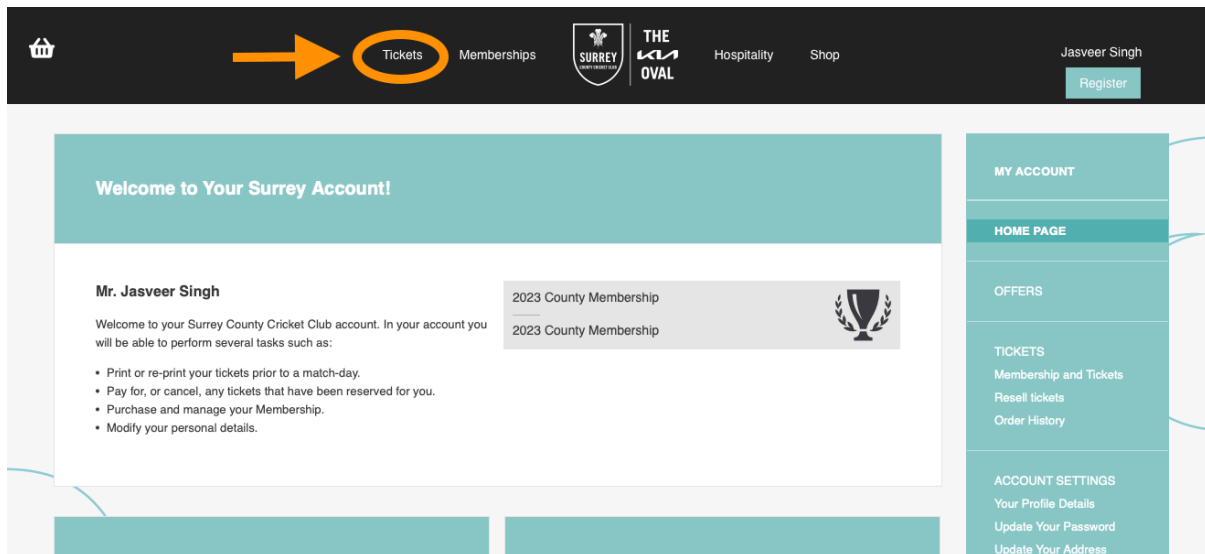 Tickets
Memberships
SURREY
COUNTY CRICKET CLUB
THE
KIA
OVAL
Hospitality
Shop
Jasveer Singh
Register
Welcome to Your Surrey Account!
Mr. Jasveer Singh
Welcome to your Surrey County Cricket Club account. In your account you
will be able to perform several tasks such as:
• Print or re-print your tickets prior to a match-day.
• Pay for, or cancel, any tickets that have been reserved for you.
• Purchase and manage your Membership.
• Modify your personal details.
2023 County Membership
2023 County Membership
MY ACCOUNT
HOME PAGE
OFFERS
TICKETS
Membership and Tickets
Resell tickets
Order History
ACCOUNT SETTINGS
Your Profile Details
Update Your Password
Update Your Address